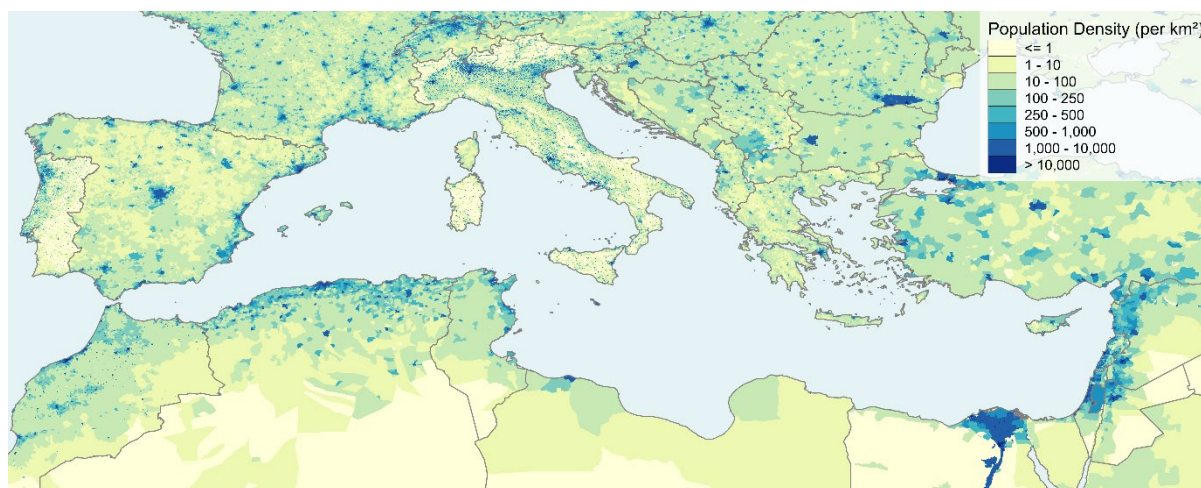 Population Density (per km²)
<= 1
1 - 10
10 - 100
100 - 250
250 - 500
500 - 1,000
1,000 - 10,000
> 10,000